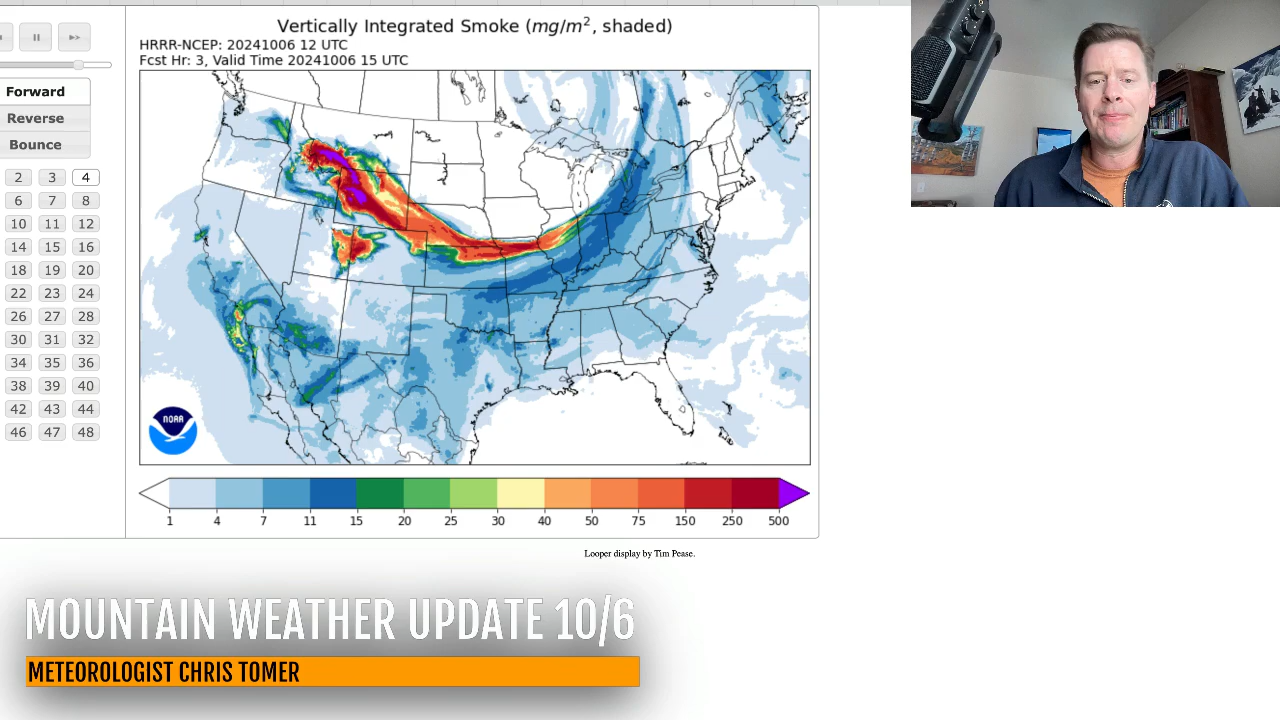 Vertically Integrated Smoke (mg/m², shaded)
HRRR-NCEP: 20241006 12 UTC
Fcst Hr: 3, Valid Time 20241006 15 UTC
Forward
Reverse
Bounce
2 3 4
6 7 8
10 11 12
14 15 16
18 19 20
22 23 24
26 27 28
30 31 32
34 35 36
38 39 40
42 43 44
46 47 48
NOAA
1 4 7 11 15 20 25 30 40 50 75 150 250 500
Looper display by Tim Pease.
MOUNTAIN WEATHER UPDATE 10/6
METEOROLOGIST CHRIS TOMER